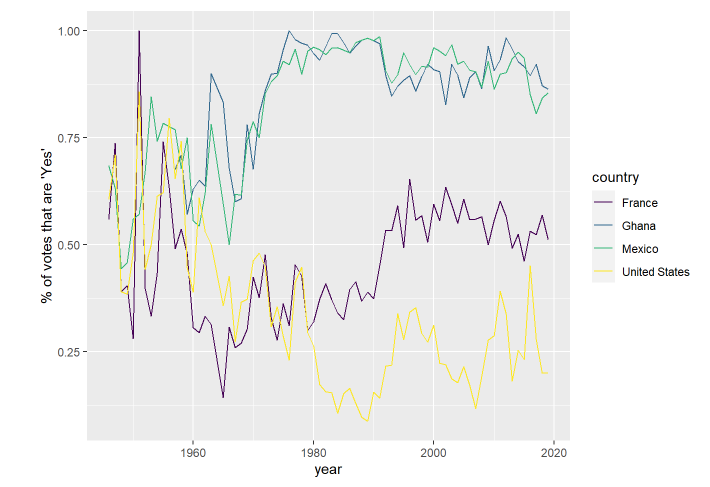 1.00
0.75
0.50
0.25
% of votes that are 'Yes'
1960
1980
2000
2020
year
country
France
Ghana
Mexico
United States